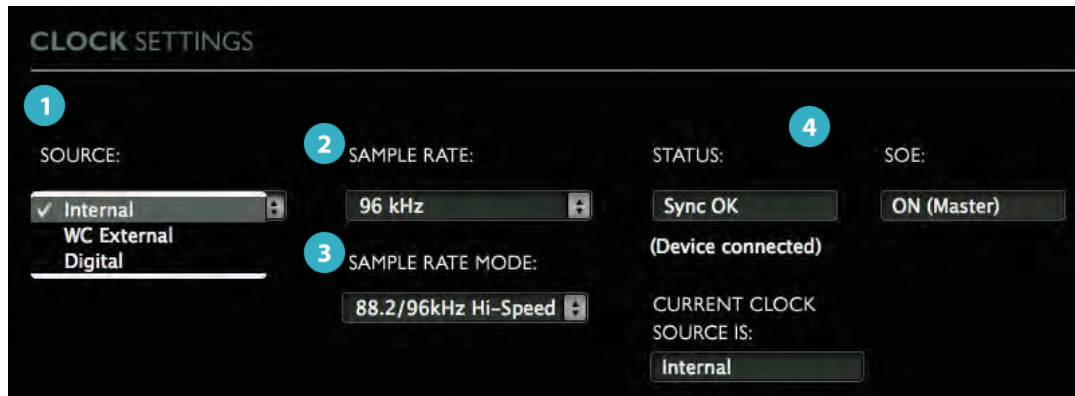 CLOCK SETTINGS
1
SOURCE:
✓ Internal
WC External
Digital
2
SAMPLE RATE:
96 kHz
3
SAMPLE RATE MODE:
88.2/96kHz Hi-Speed
4
STATUS:
Sync OK
(Device connected)
SOE:
ON (Master)
CURRENT CLOCK
SOURCE IS:
Internal